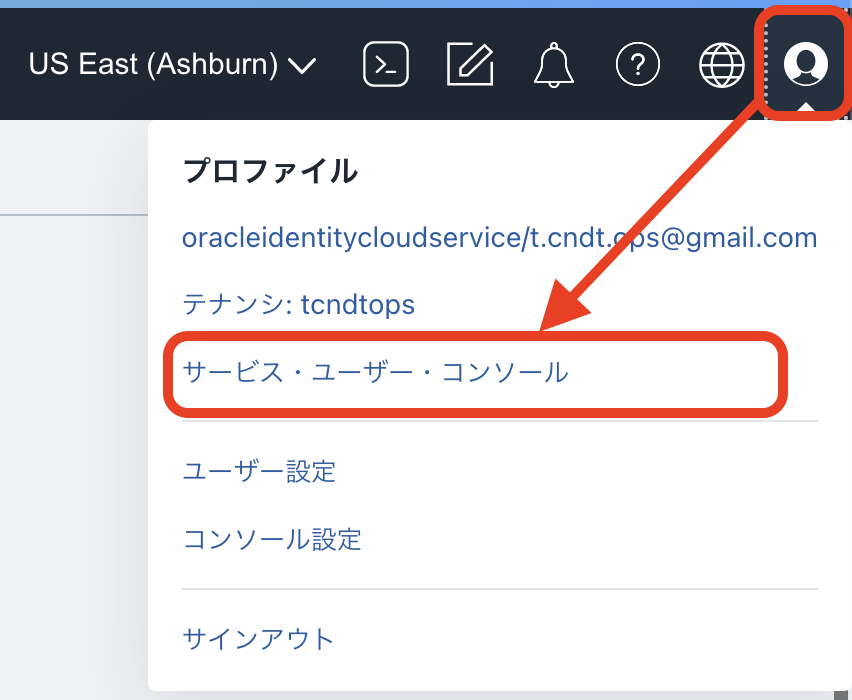 US East (Ashburn)
プロファイル
oracleidentitycloudservice/t.cndt.ops@gmail.com
テナンシ: tcndtops
サービス・ユーザー・コンソール
ユーザー設定
コンソール設定
サインアウト